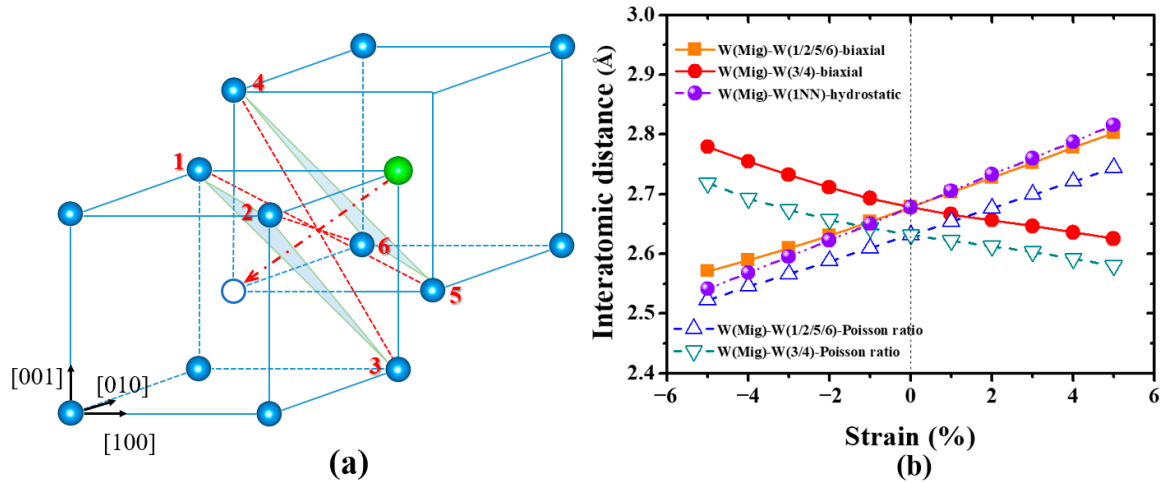 4
1
2
6
5
3
[001]
[010]
[100]
(a)
Interatomic distance (Å)
3.0
2.9
2.8
2.7
2.6
2.5
2.4
W(Mig)-W(1/2/5/6)-biaxial
W(Mig)-W(3/4)-biaxial
W(Mig)-W(1NN)-hydrostatic
W(Mig)-W(1/2/5/6)-Poisson ratio
W(Mig)-W(3/4)-Poisson ratio
−6 −4 −2 0 2 4 6
Strain (%)
(b)